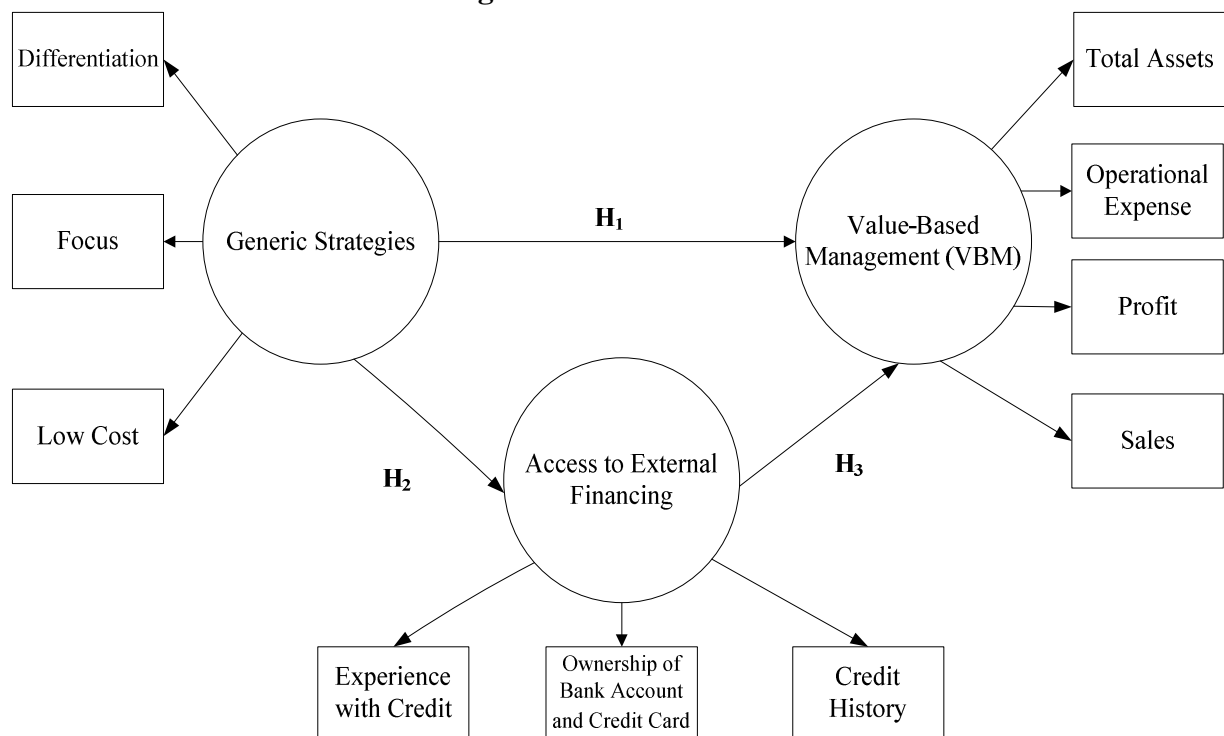 Differentiation
Total Assets
Operational
Expense
H1
Focus
Generic Strategies
Value-Based
Management (VBM)
Profit
Low Cost
Sales
H2
Access to External
Financing
H3
Experience
with Credit
Ownership of
Bank Account
and Credit Card
Credit
History